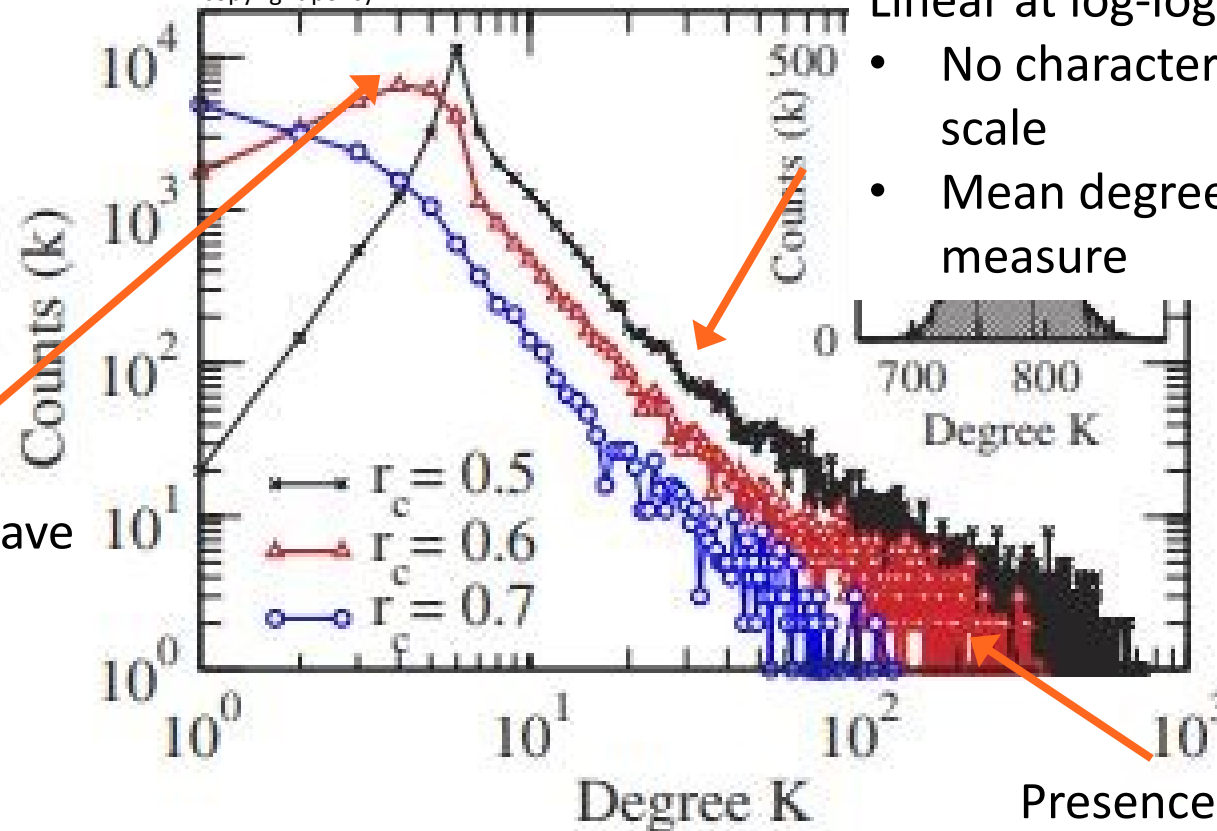 Linear at log-log
• No character
scale
• Mean degree
measure
10^4
10^3
10^2
10^1
10^0
Counts (k)
r_c = 0.5
r_c = 0.6
r_c = 0.7
500
0
Counts (k)
700 800
Degree K
ave
10^0 10^1 10^2
Degree K
Presence